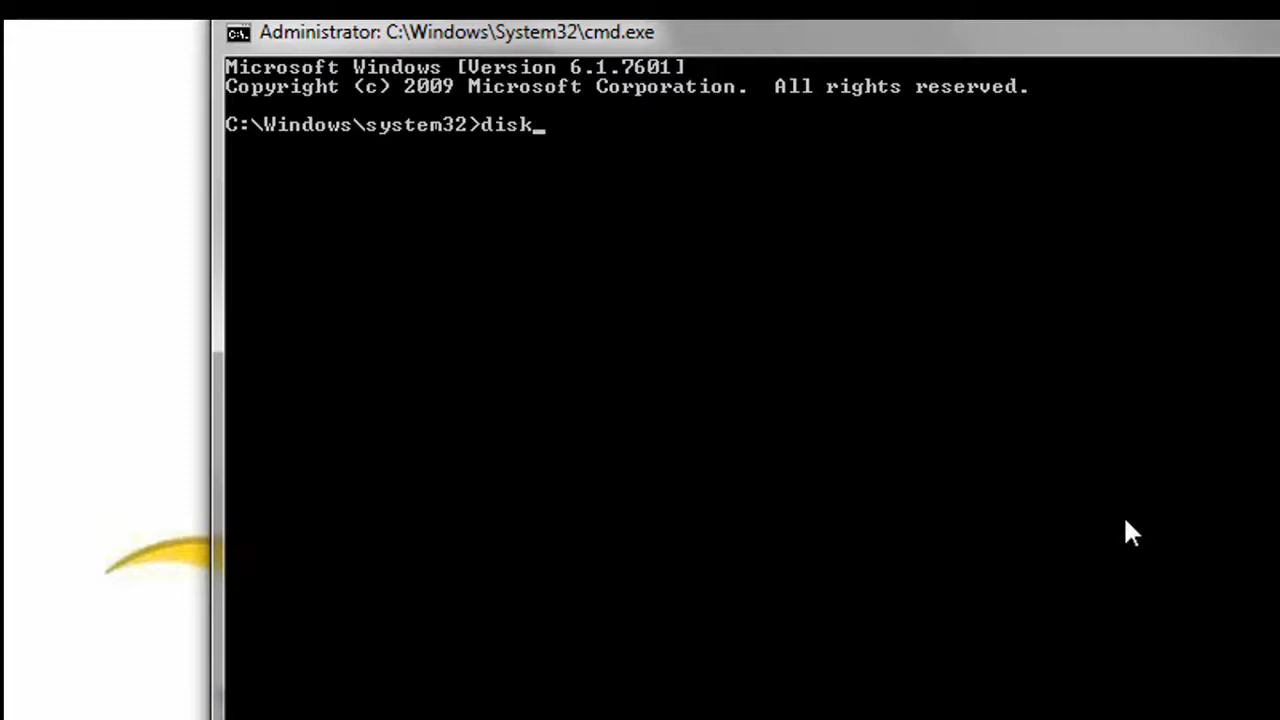 Administrator: C:\Windows\System32\cmd.exe
Microsoft Windows [Version 6.1.7601]
Copyright (c) 2009 Microsoft Corporation.  All rights reserved.
C:\Windows\system32>disk_